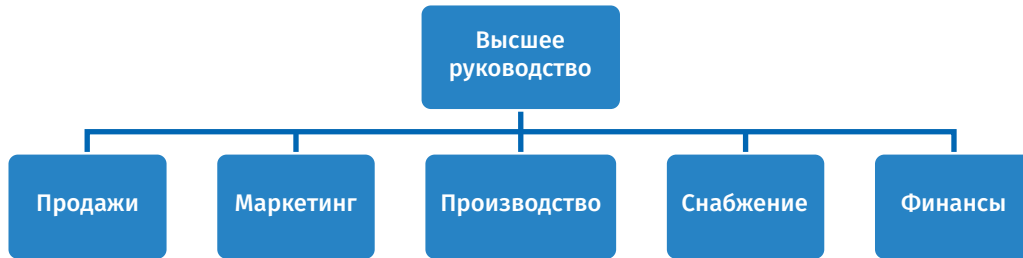 Высшее
руководство
Продажи
Маркетинг
Производство
Снабжение
Финансы